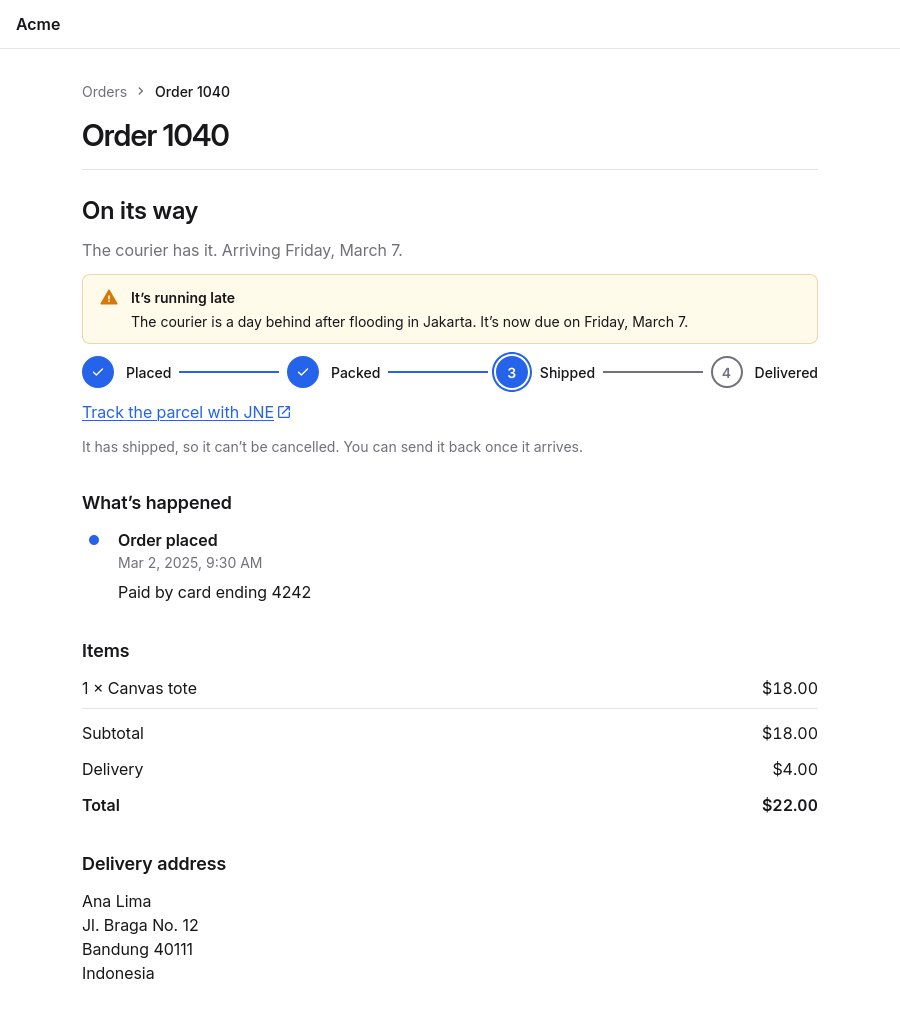 Acme
Orders > Order 1040
Order 1040
On its way
The courier has it. Arriving Friday, March 7.
It’s running late
The courier is a day behind after flooding in Jakarta. It’s now due on Friday, March 7.
Placed Packed 3 Shipped 4 Delivered
Track the parcel with JNE
It has shipped, so it can’t be cancelled. You can send it back once it arrives.
What’s happened
Order placed
Mar 2, 2025, 9:30 AM
Paid by card ending 4242
Items
1 × Canvas tote $18.00
Subtotal $18.00
Delivery $4.00
Total $22.00
Delivery address
Ana Lima
Jl. Braga No. 12
Bandung 40111
Indonesia